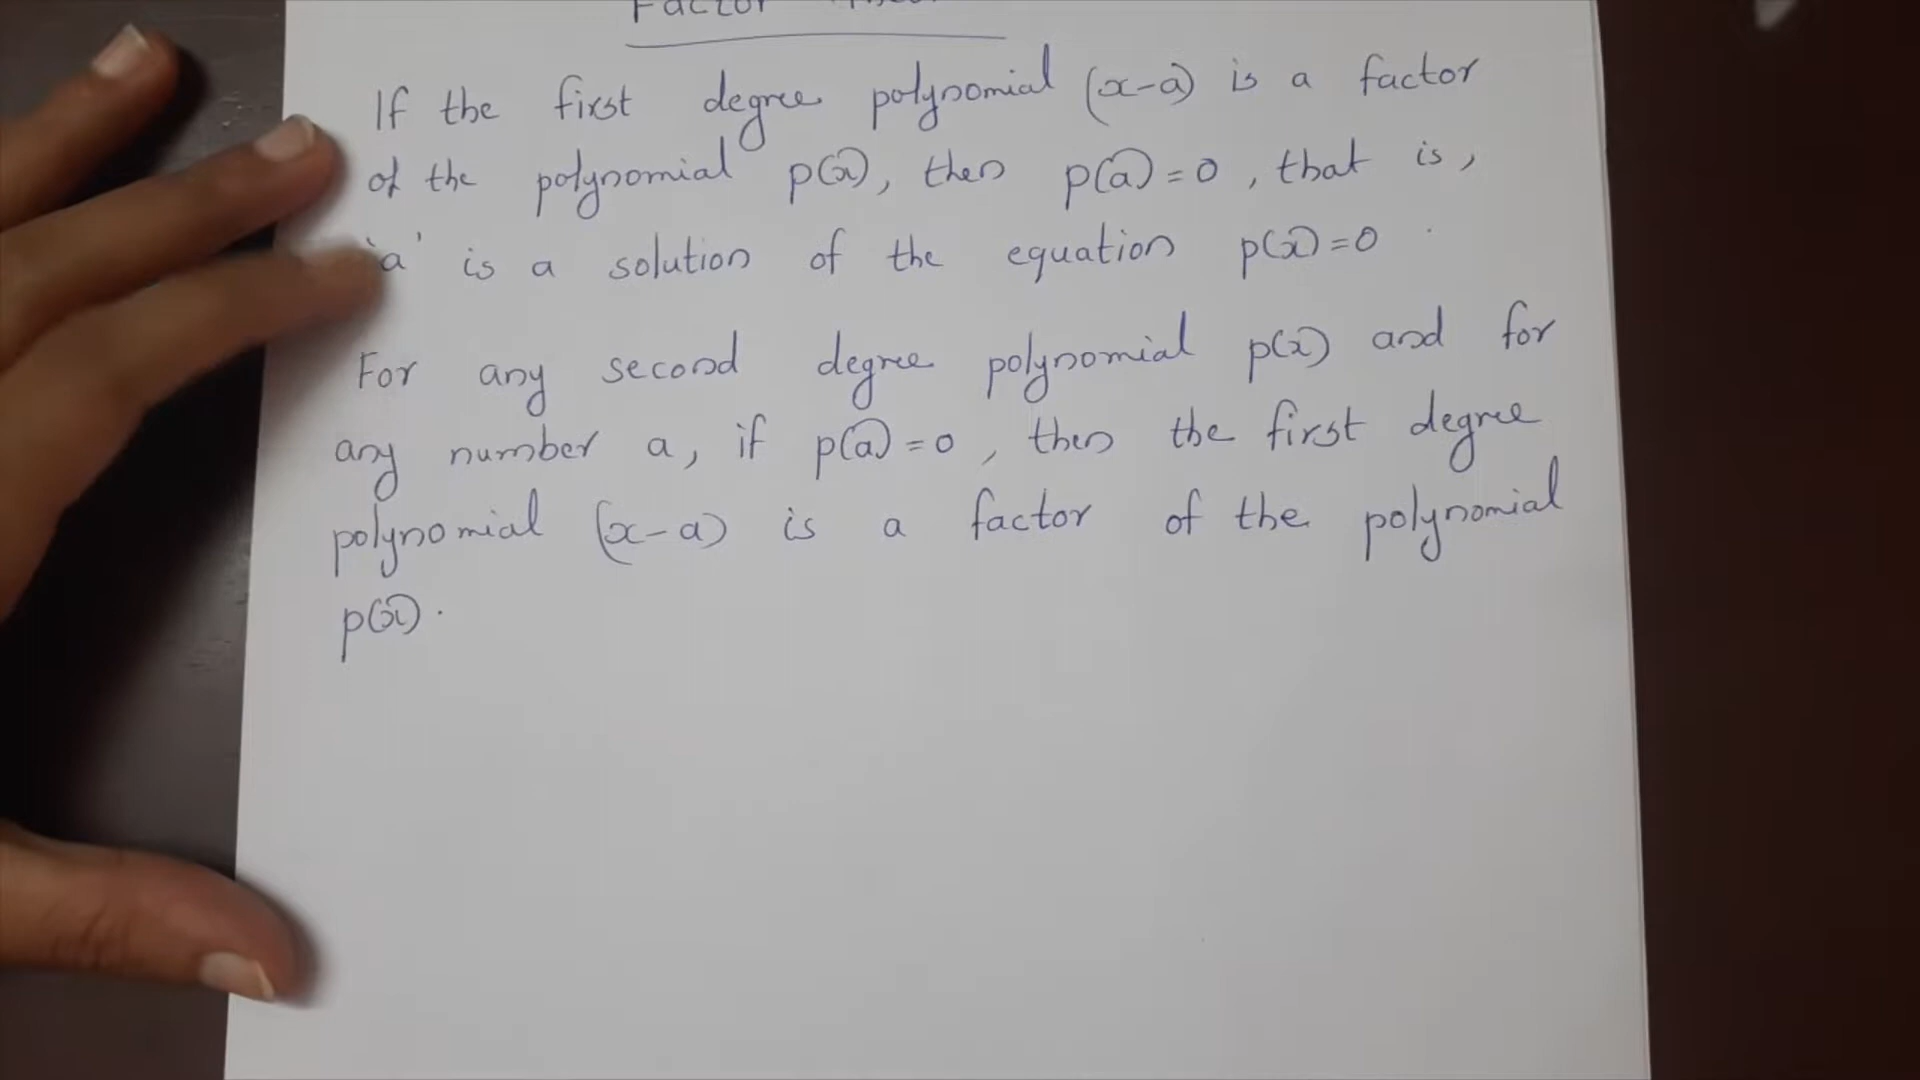 Factor
If the first degree polynomial (x-a) is a factor
of the polynomial p(x), then p(a)=0, that is,
'a' is a solution of the equation p(x)=0
For any second degree polynomial p(x) and for
any number a, if p(a)=0, then the first degree
polynomial (x-a) is a factor of the polynomial
p(x).